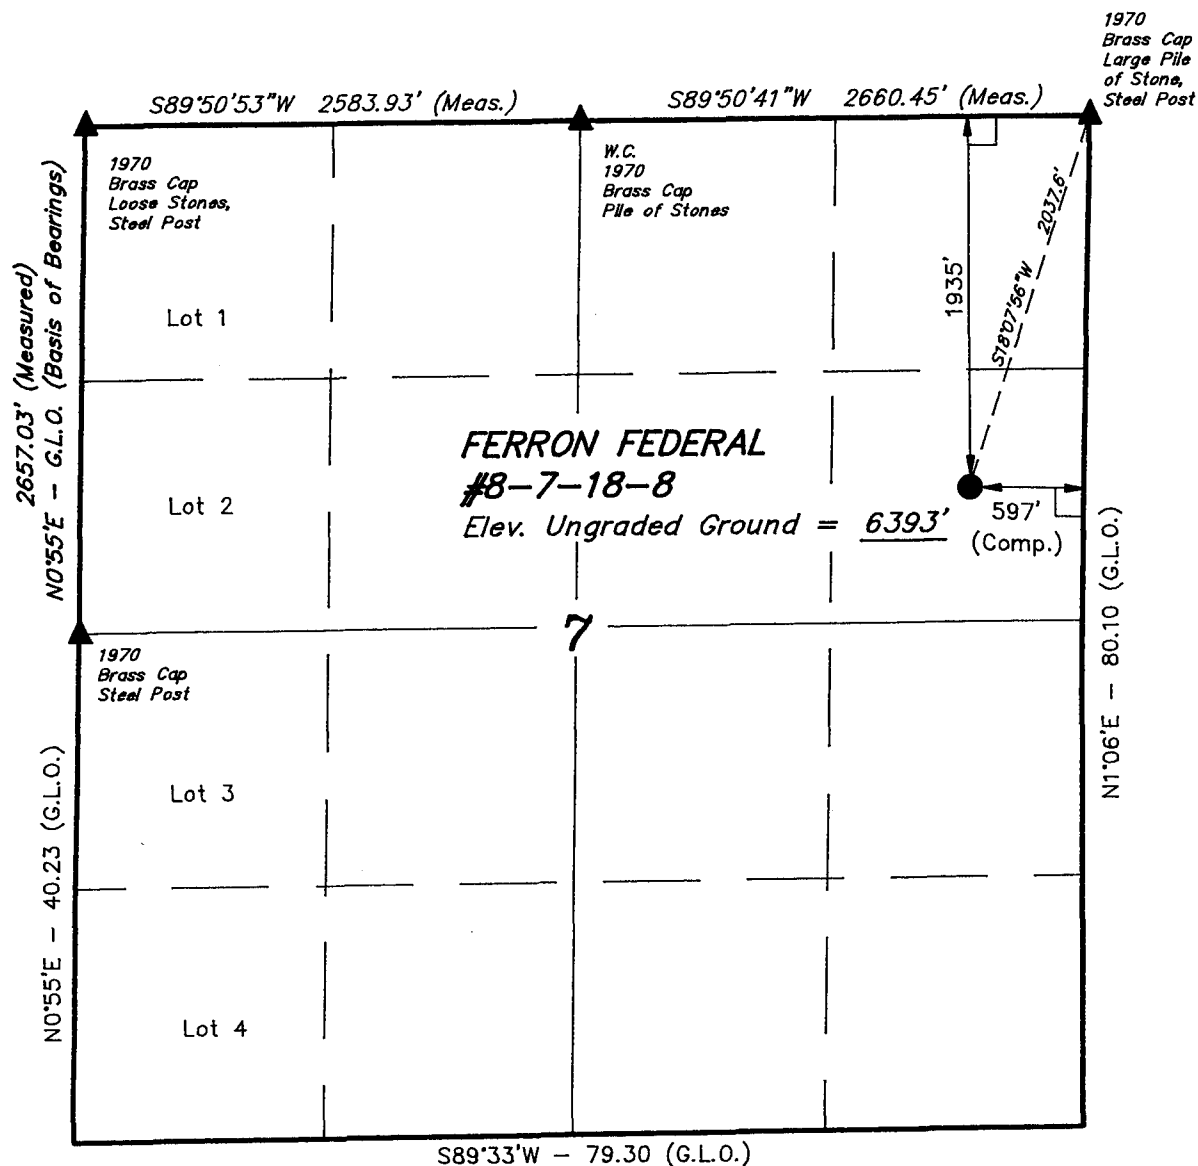 1970
Brass Cap
Large Pile
of Stone,
Steel Post
S89°50'53"W 2583.93' (Meas.)
S89°50'41"W 2660.45' (Meas.)
1970
Brass Cap
Loose Stones,
Steel Post
W.C.
1970
Brass Cap
Pile of Stones
2657.03' (Measured)
N0°55'E - G.L.O. (Basis of Bearings)
1935'
S18°07'56"W 2037.6'
Lot 1
FERRON FEDERAL
#8-7-18-8
Elev. Ungraded Ground = 6393'
Lot 2
597'
(Comp.)
7
1970
Brass Cap
Steel Post
N1°06'E - 80.10 (G.L.O.)
Lot 3
N0°55'E - 40.23 (G.L.O.)
Lot 4
S89°33'W - 79.30 (G.L.O.)